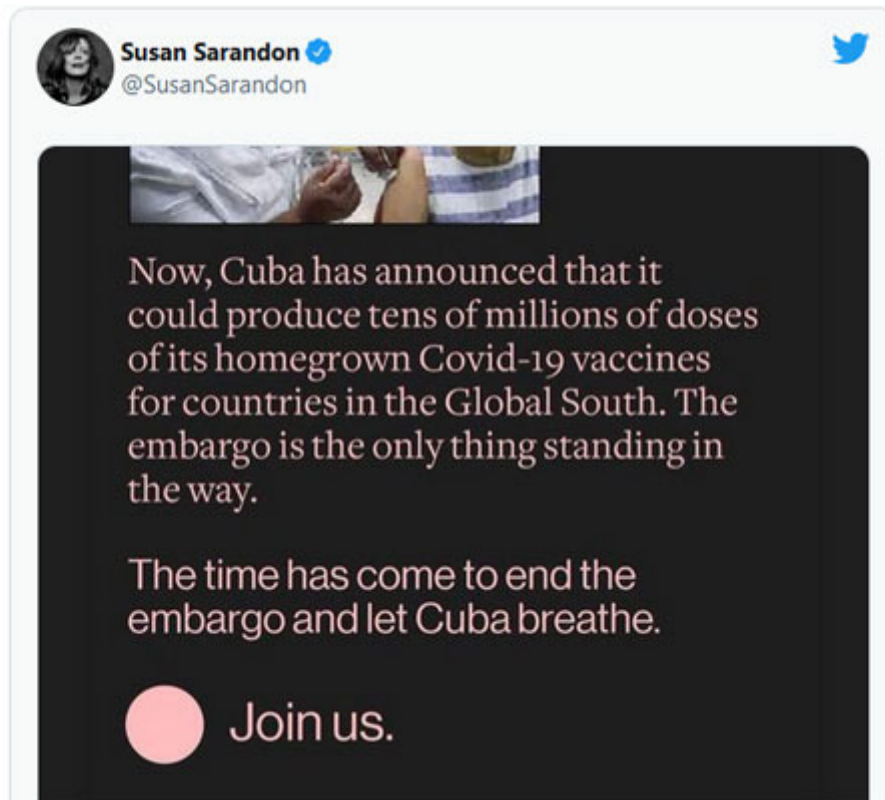 Susan Sarandon
@SusanSarandon
Now, Cuba has announced that it
could produce tens of millions of doses
of its homegrown Covid-19 vaccines
for countries in the Global South. The
embargo is the only thing standing in
the way.
The time has come to end the
embargo and let Cuba breathe.
Join us.